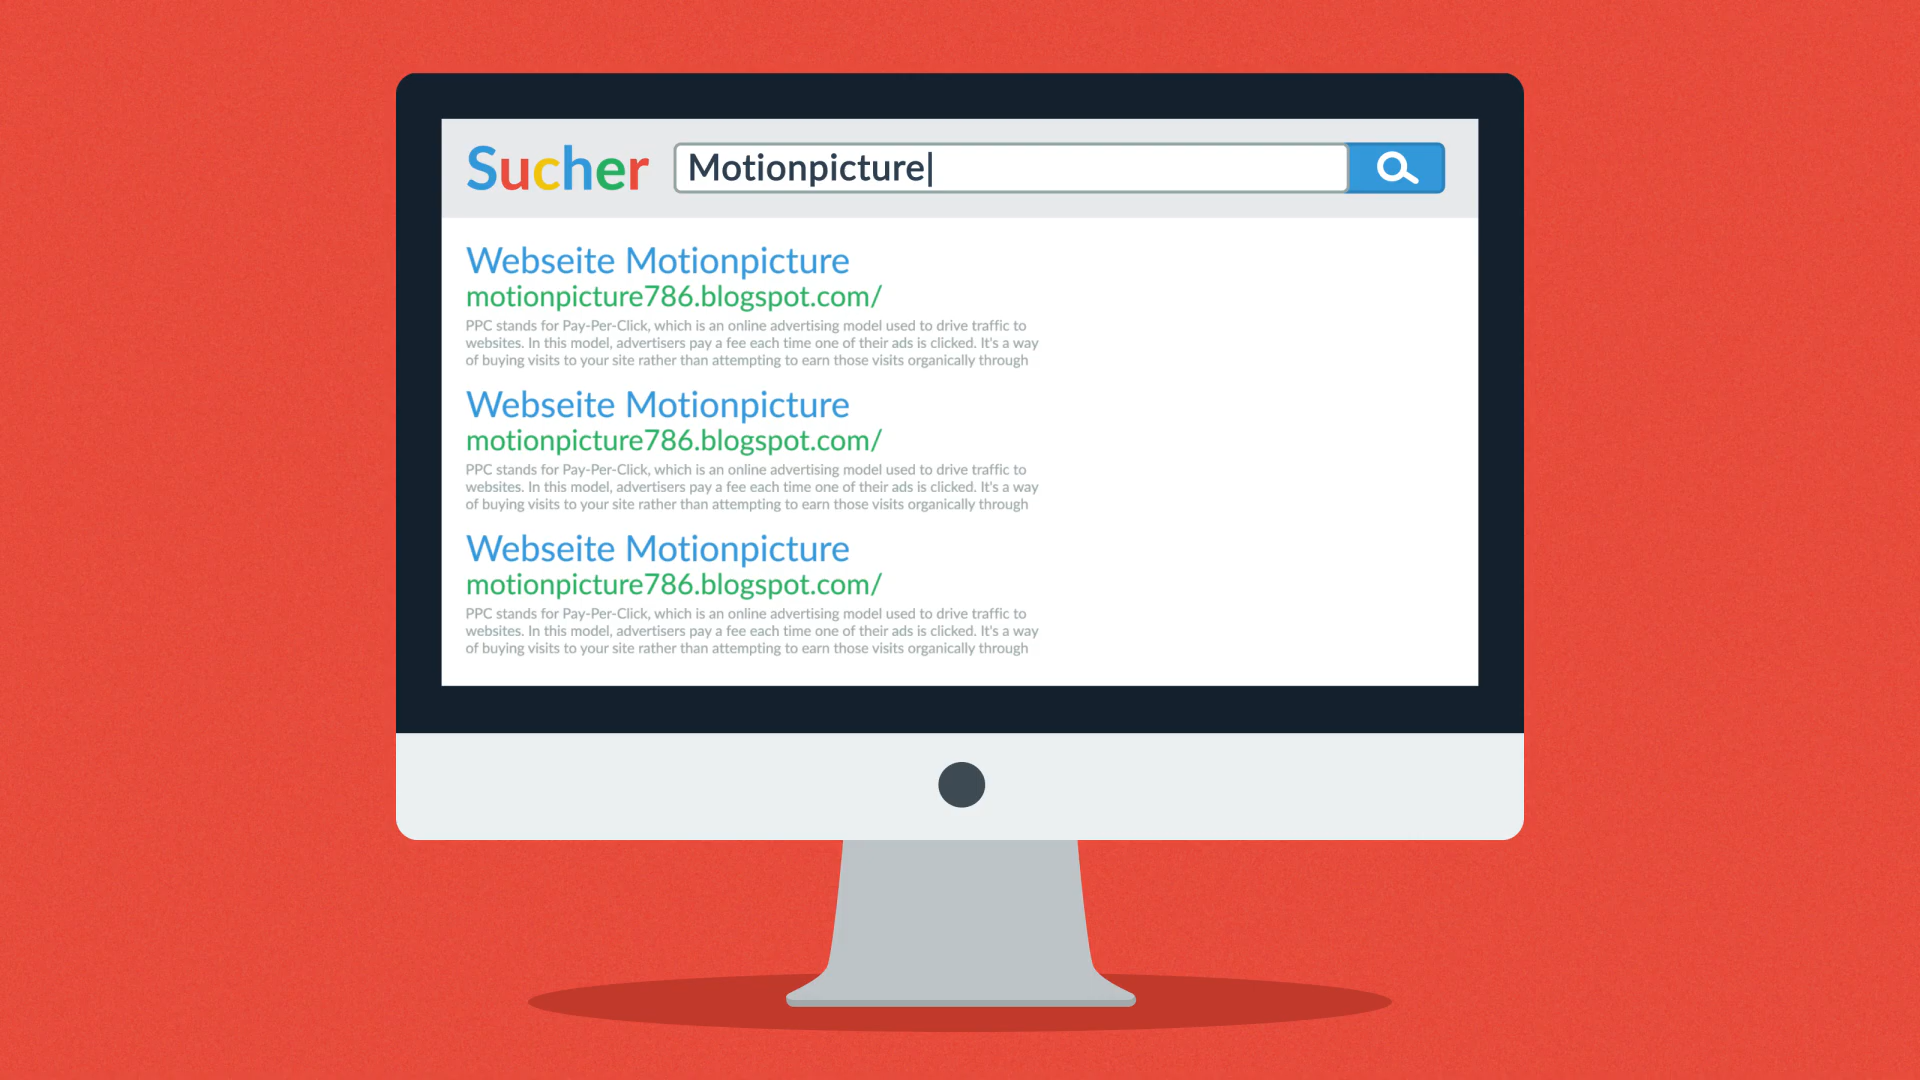 Sucher Motionpicture
Webseite Motionpicture
motionpicture786.blogspot.com/
PPC stands for Pay-Per-Click, which is an online advertising model used to drive traffic to
websites. In this model, advertisers pay a fee each time one of their ads is clicked. It's a way
of buying visits to your site rather than attempting to earn those visits organically through
Webseite Motionpicture
motionpicture786.blogspot.com/
PPC stands for Pay-Per-Click, which is an online advertising model used to drive traffic to
websites. In this model, advertisers pay a fee each time one of their ads is clicked. It's a way
of buying visits to your site rather than attempting to earn those visits organically through
Webseite Motionpicture
motionpicture786.blogspot.com/
PPC stands for Pay-Per-Click, which is an online advertising model used to drive traffic to
websites. In this model, advertisers pay a fee each time one of their ads is clicked. It's a way
of buying visits to your site rather than attempting to earn those visits organically through